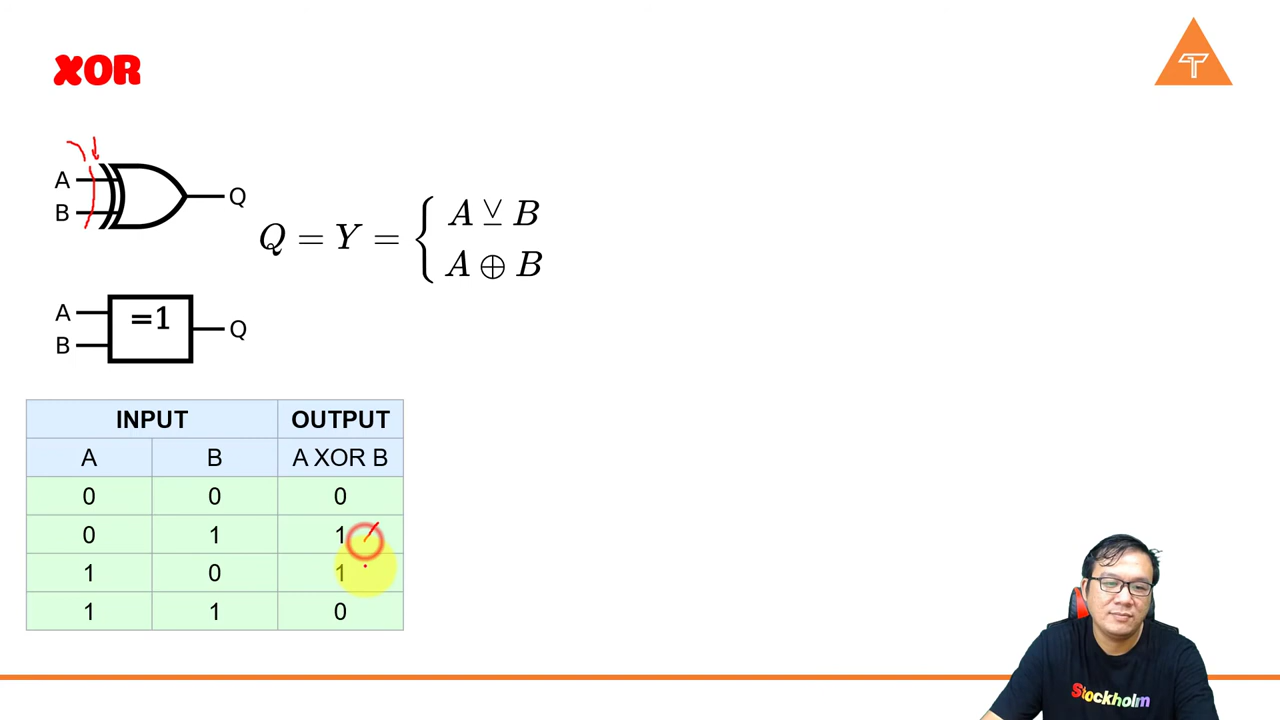 XOR
T
A
B
Q
Q = Y = { A ⊻ B
A ⊕ B
A
B
=1
Q
INPUT OUTPUT
A B A XOR B
0 0 0
0 1 1
1 0 1
1 1 0
Stockholm